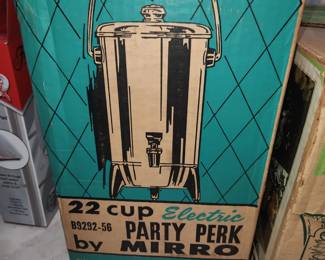 22 CUP Electric
B9292-56 PARTY PERK
by MIRRO